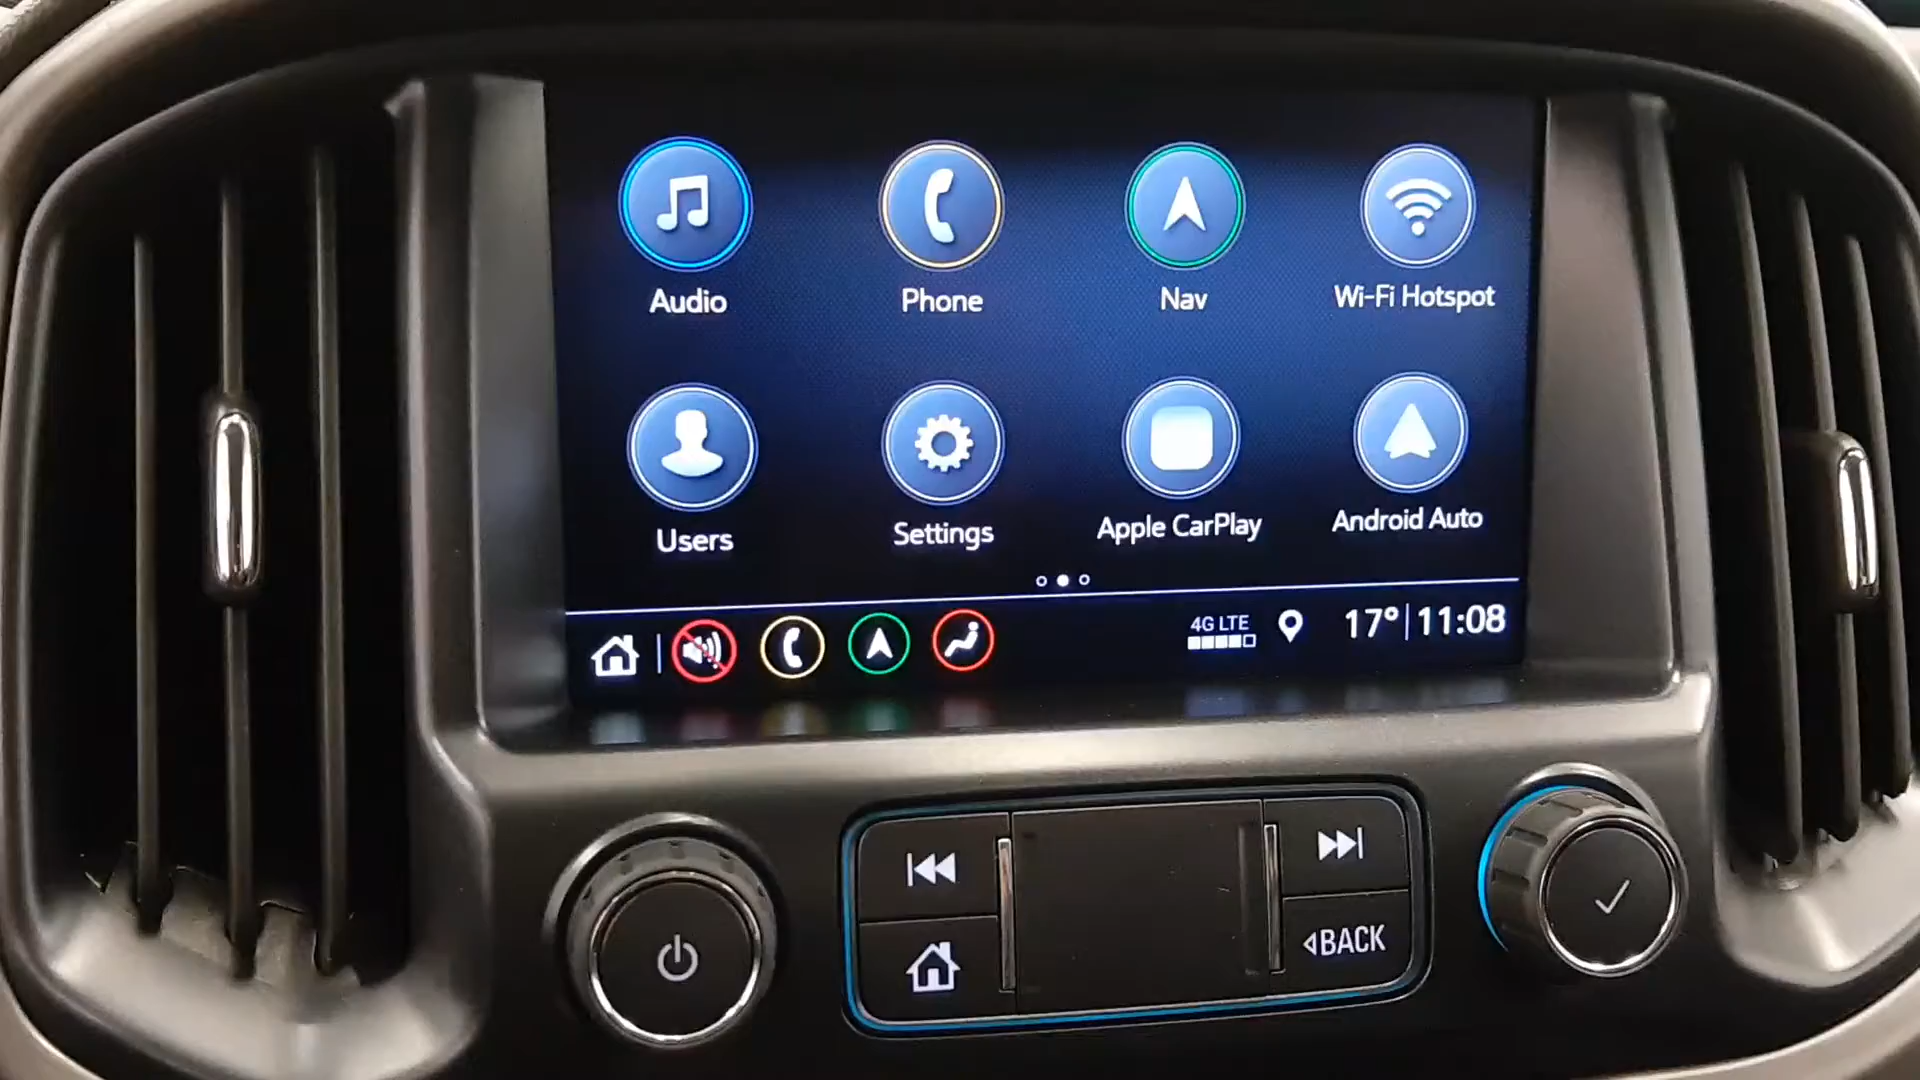 Audio
Phone
Nav
Wi-Fi Hotspot
Users
Settings
Apple CarPlay
Android Auto
4G LTE
17°
11:08
BACK